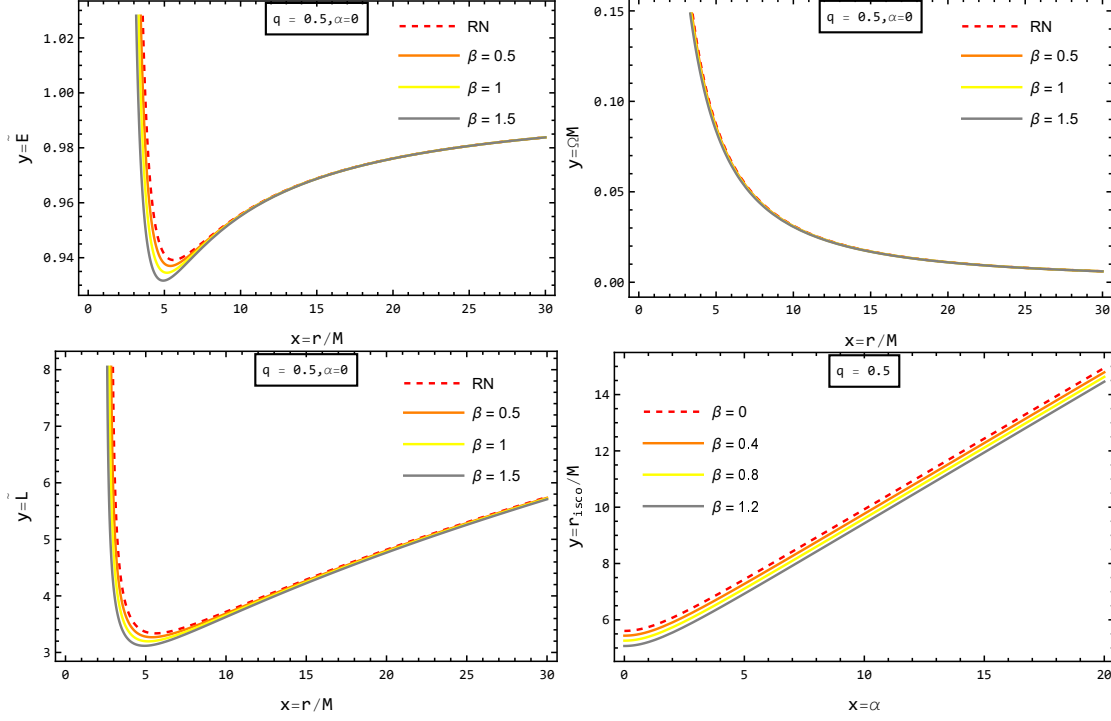 q = 0.5,α=0
RN
β = 0.5
β = 1
β = 1.5
1.02
1.00
0.98
0.96
0.94
y=Ẽ
0
5
10
15
20
25
30
x=r/M
q = 0.5,α=0
RN
β = 0.5
β = 1
β = 1.5
0.15
0.10
0.05
0.00
y=ΩM
0
5
10
15
20
25
30
x=r/M
q = 0.5,α=0
RN
β = 0.5
β = 1
β = 1.5
8
7
6
5
4
3
y=L̃
0
5
10
15
20
25
30
x=r/M
q = 0.5
β = 0
β = 0.4
β = 0.8
β = 1.2
14
12
10
8
6
y=r_isco/M
0
5
10
15
20
x=α